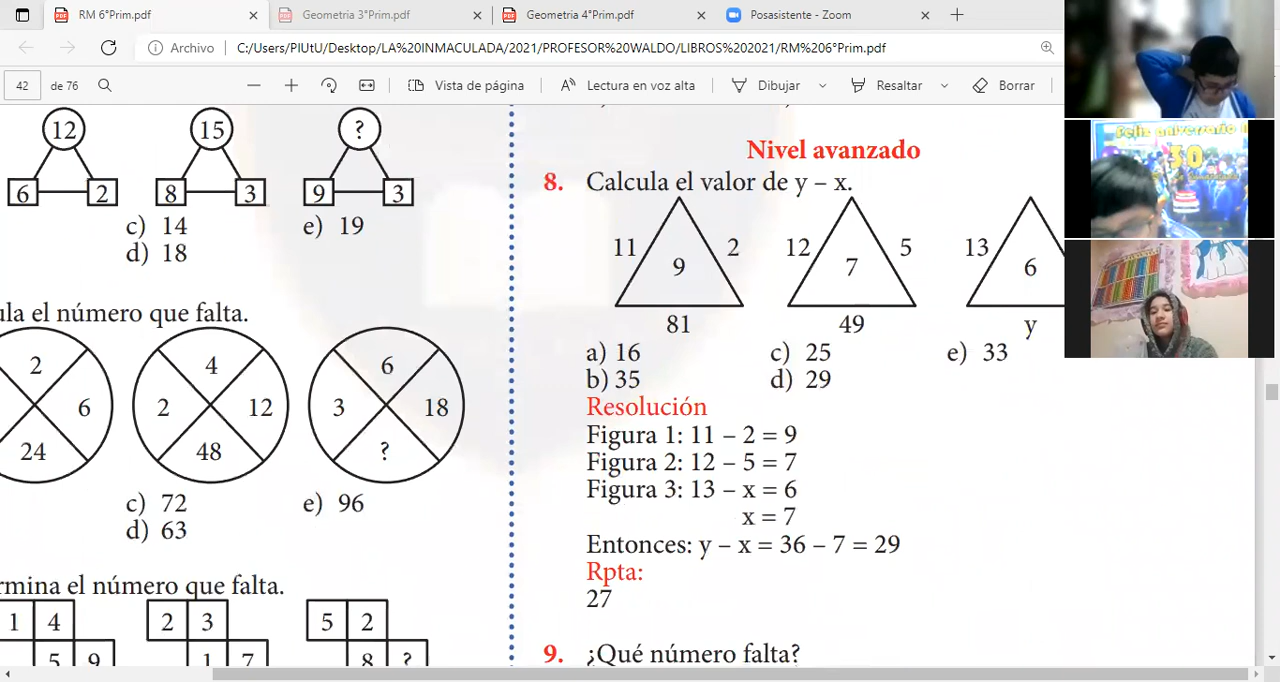 RM 6°Prim.pdf
Geometria 3°Prim.pdf
Geometria 4°Prim.pdf
Posasistente - Zoom
Archivo
C:/Users/PIUtU/Desktop/LA%20INMACULADA/2021/PROFESOR%20WALDO/LIBROS%202021/RM%206°Prim.pdf
42 de 76
Vista de página
Lectura en voz alta
Dibujar
Resaltar
Borrar
12
6 2
15
8 3
?
9 3
c) 14
d) 18
e) 19
ula el número que falta.
2
6
24
4
2 12
48
6
3 18
?
c) 72
d) 63
e) 96
rmina el número que falta.
1 4
5 9
2 3
1 7
5 2
8 ?
Nivel avanzado
8. Calcula el valor de y – x.
11 9 2
81
12 7 5
49
13 6
y
a) 16
b) 35
c) 25
d) 29
e) 33
Resolución
Figura 1: 11 – 2 = 9
Figura 2: 12 – 5 = 7
Figura 3: 13 – x = 6
x = 7
Entonces: y – x = 36 – 7 = 29
Rpta:
27
9. ¿Qué número falta?
Feliz aniversario
30